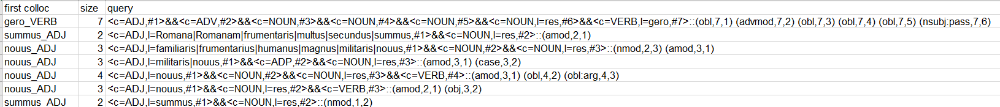 first colloc size query
gero_VERB 7 <c=ADJ,#1>&&<c=ADV,#2>&&<c=NOUN,#3>&&<c=NOUN,#4>&&<c=NOUN,#5>&&<c=NOUN,l=res,#6>&&<c=VERB,l=gero,#7>::(obl,7,1) (advmod,7,2) (obl,7,3) (obl,7,4) (obl,7,5) (nsubj:pass,7,6)
summus_ADJ 2 <c=ADJ,l=Romana|Romanam|frumentaris|multus|secundus|summus,#1>&&<c=NOUN,l=res,#2>::(amod,2,1)
nouus_ADJ 3 <c=ADJ,l=familiaris|frumentarius|humanus|magnus|militaris|nouus,#1>&&<c=NOUN,#2>&&<c=NOUN,l=res,#3>::(nmod,2,3) (amod,3,1)
nouus_ADJ 3 <c=ADJ,l=militaris|nouus,#1>&&<c=ADP,#2>&&<c=NOUN,l=res,#3>::(amod,3,1) (case,3,2)
nouus_ADJ 4 <c=ADJ,l=nouus,#1>&&<c=NOUN,#2>&&<c=NOUN,l=res,#3>&&<c=VERB,#4>::(amod,3,1) (obl,4,2) (obl:arg,4,3)
nouus_ADJ 3 <c=ADJ,l=nouus,#1>&&<c=NOUN,l=res,#2>&&<c=VERB,#3>::(amod,2,1) (obj,3,2)
summus_ADJ 2 <c=ADJ,l=summus,#1>&&<c=NOUN,l=res,#2>::(nmod,1,2)